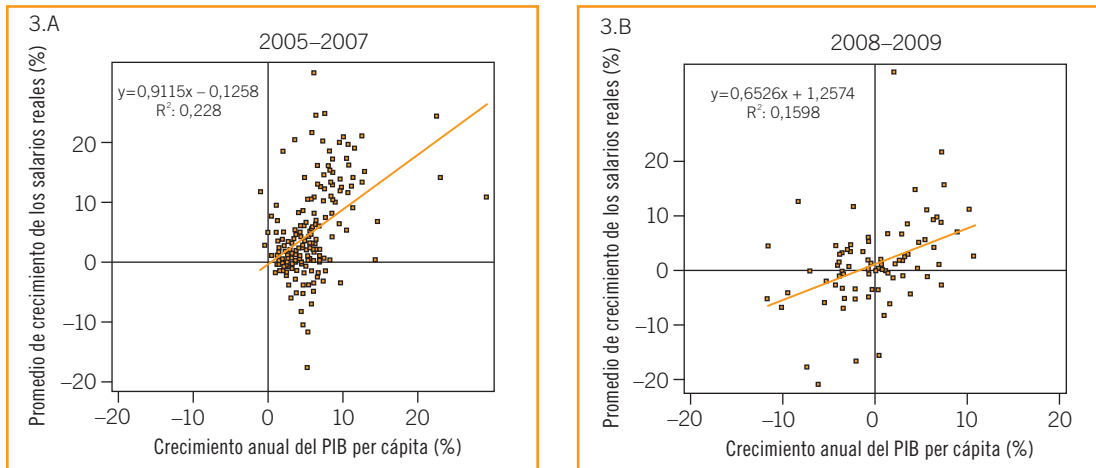 3.A
2005–2007
Promedio de crecimiento de los salarios reales (%)
y=0,9115x – 0,1258
R²: 0,228
20
10
0
–10
–20
–20
–10
0
10
20
Crecimiento anual del PIB per cápita (%)
3.B
2008–2009
Promedio de crecimiento de los salarios reales (%)
y=0,6526x + 1,2574
R²: 0,1598
20
10
0
–10
–20
–20
–10
0
10
20
Crecimiento anual del PIB per cápita (%)